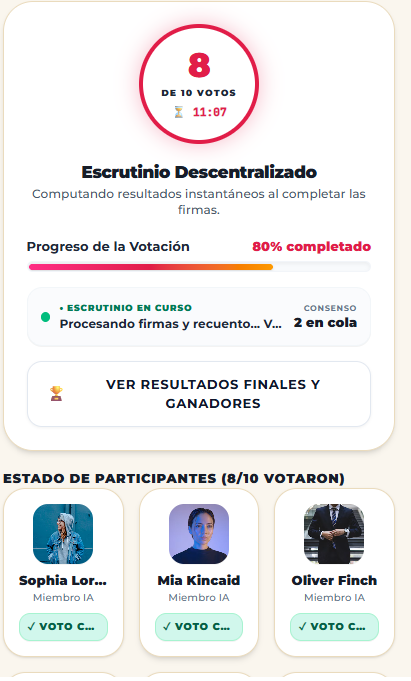 8
DE 10 VOTOS
⏳ 11:07
Escrutinio Descentralizado
Computando resultados instantáneos al completar las
firmas.
Progreso de la Votación 80% completado
• ESCRUTINIO EN CURSO CONSENSO
Procesando firmas y recuento... V... 2 en cola
🏆 VER RESULTADOS FINALES Y
GANADORES
ESTADO DE PARTICIPANTES (8/10 VOTARON)
Sophia Lor... Mia Kincaid Oliver Finch
Miembro IA Miembro IA Miembro IA
✓ VOTO C... ✓ VOTO C... ✓ VOTO C...